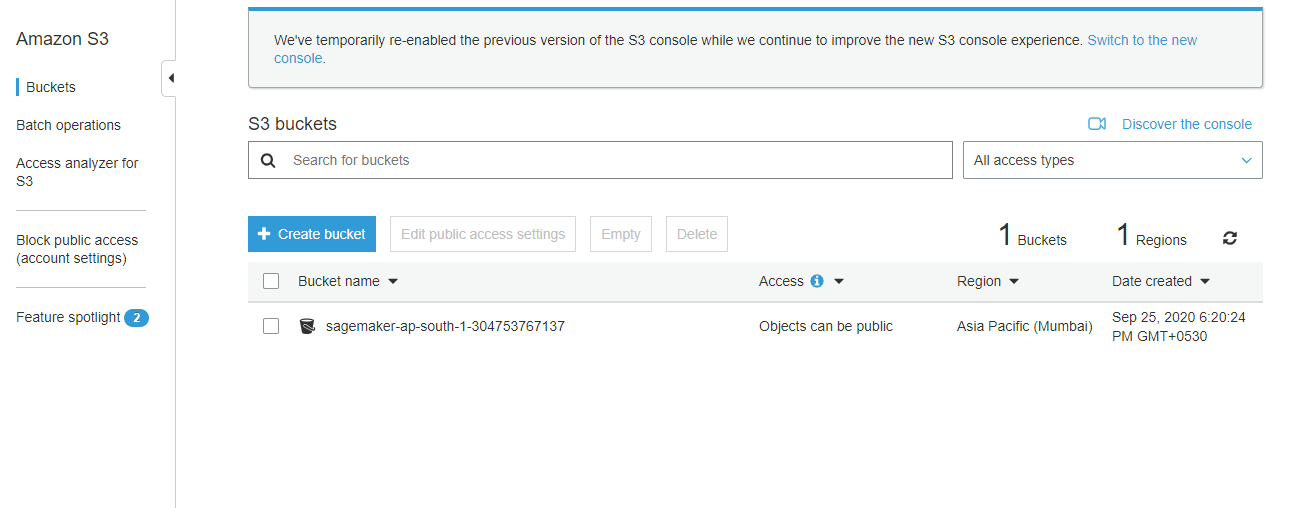 Amazon S3
Buckets
Batch operations
Access analyzer for
S3
Block public access
(account settings)
Feature spotlight 2
We've temporarily re-enabled the previous version of the S3 console while we continue to improve the new S3 console experience. Switch to the new
console.
S3 buckets
Discover the console
Search for buckets
All access types
Create bucket
Edit public access settings
Empty
Delete
1 Buckets
1 Regions
Bucket name
Access
Region
Date created
sagemaker-ap-south-1-304753767137
Objects can be public
Asia Pacific (Mumbai)
Sep 25, 2020 6:20:24
PM GMT+0530